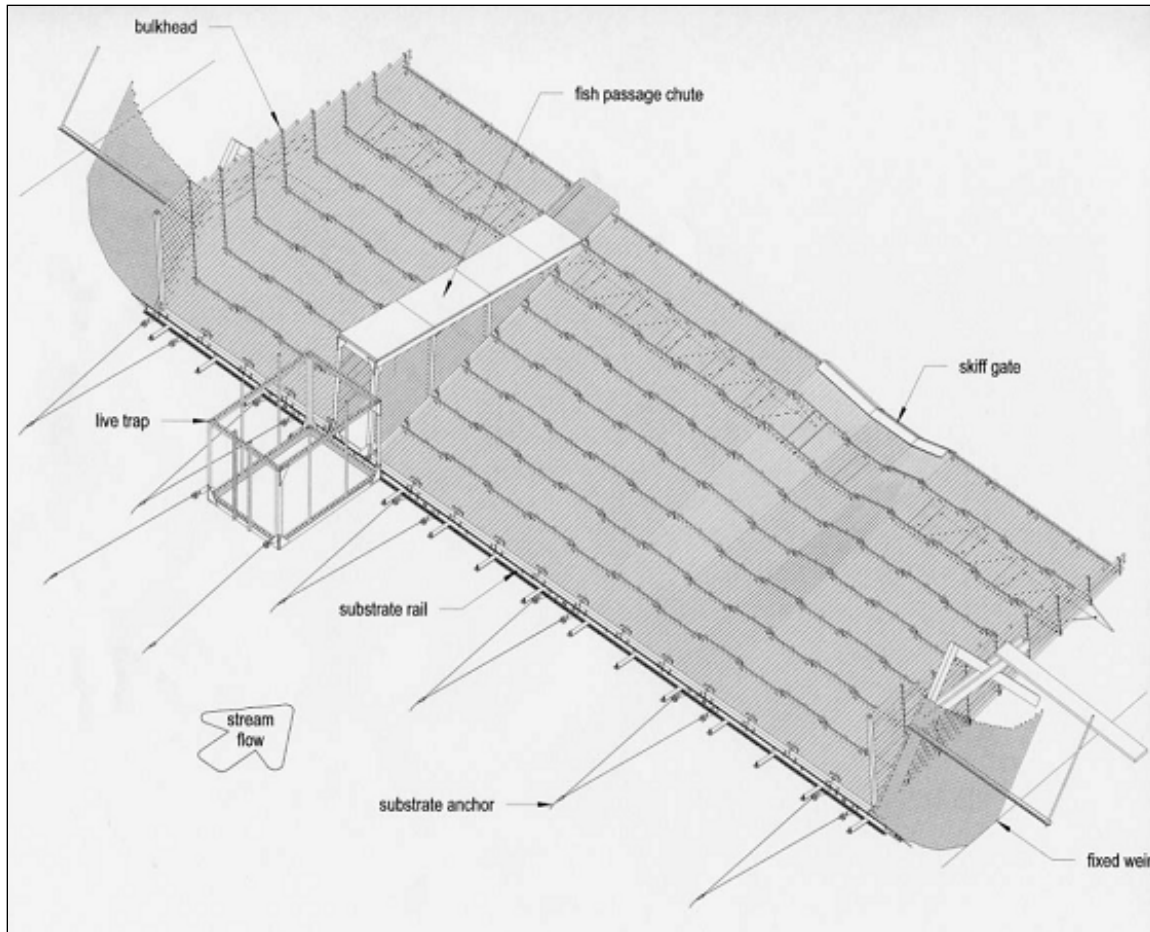 bulkhead
fish passage chute
skiff gate
live trap
substrate rail
stream
flow
substrate anchor
fixed weir